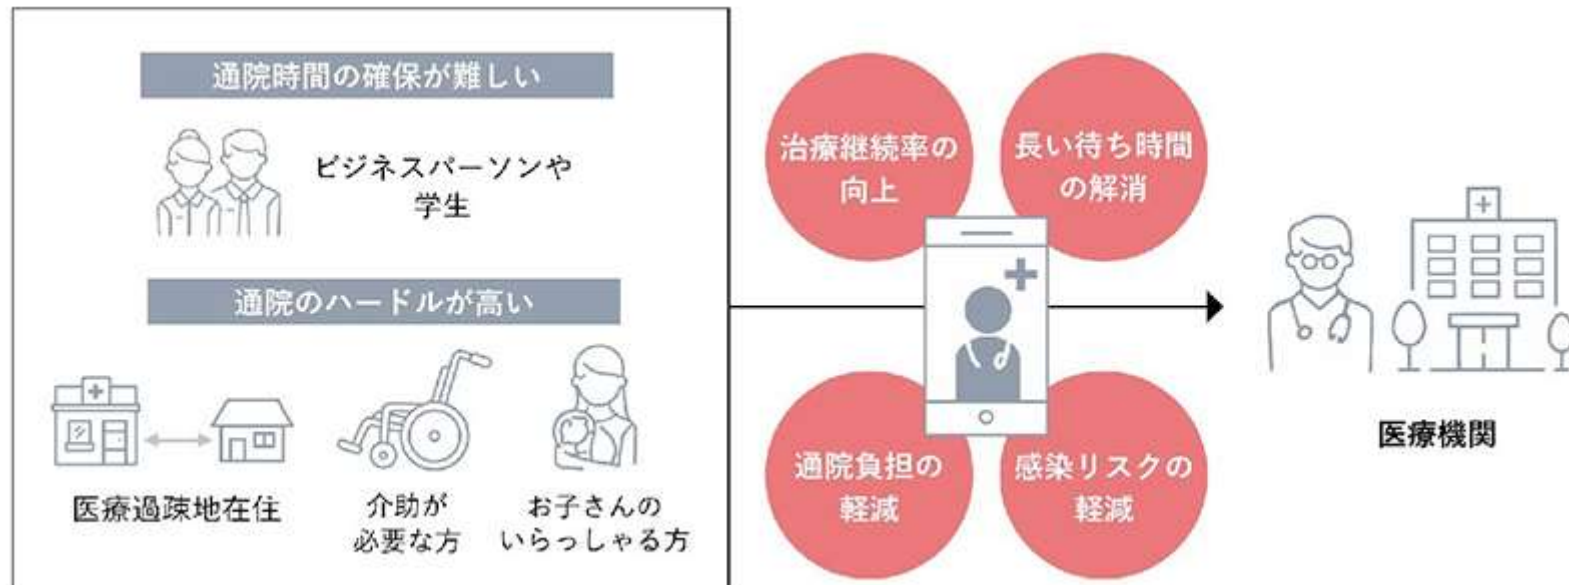 通院時間の確保が難しい
ビジネスパーソンや
学生
通院のハードルが高い
医療過疎地在住
介助が
必要な方
お子さんの
いらっしゃる方
治療継続率の
向上
長い待ち時間
の解消
通院負担の
軽減
感染リスクの
軽減
医療機関